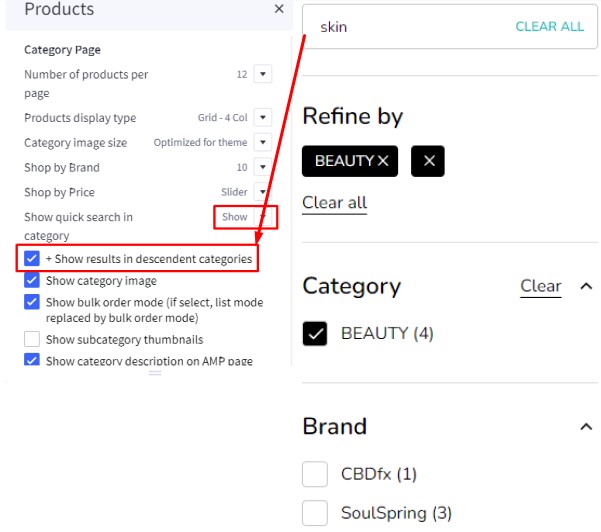 Products
Category Page
Number of products per
page
12
Products display type
Grid - 4 Col
Category image size
Optimized for theme
Shop by Brand
10
Shop by Price
Slider
Show quick search in
category
Show
+ Show results in descendent categories
Show category image
Show bulk order mode (if select, list mode
replaced by bulk order mode)
Show subcategory thumbnails
Show category description on AMP page
skin
CLEAR ALL
Refine by
BEAUTY
Clear all
Category
Clear
BEAUTY (4)
Brand
CBDfx (1)
SoulSpring (3)